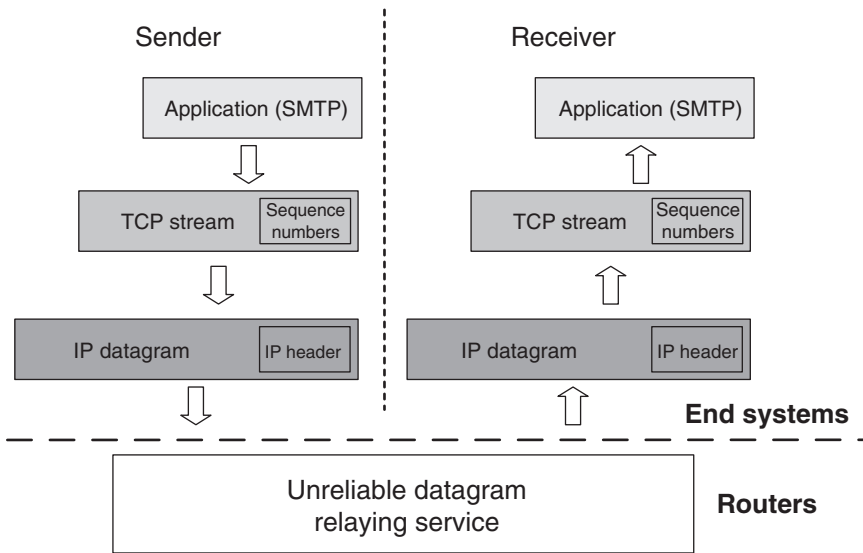 Sender
Receiver
Application (SMTP)
Application (SMTP)
TCP stream
Sequence
numbers
TCP stream
Sequence
numbers
IP datagram
IP header
IP datagram
IP header
End systems
Unreliable datagram
relaying service
Routers